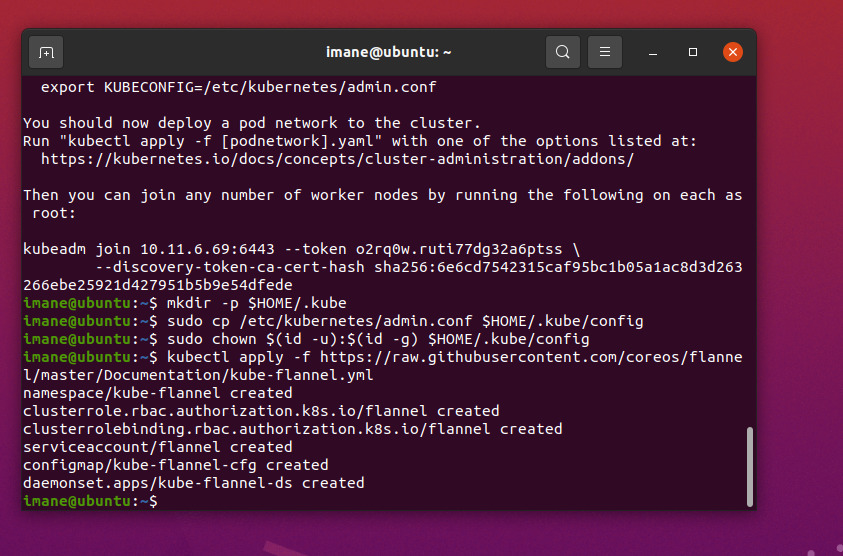 imane@ubuntu: ~
  export KUBECONFIG=/etc/kubernetes/admin.conf
You should now deploy a pod network to the cluster.
Run "kubectl apply -f [podnetwork].yaml" with one of the options listed at:
  https://kubernetes.io/docs/concepts/cluster-administration/addons/
Then you can join any number of worker nodes by running the following on each as
 root:
kubeadm join 10.11.6.69:6443 --token o2rq0w.ruti77dg32a6ptss \
        --discovery-token-ca-cert-hash sha256:6e6cd7542315caf95bc1b05a1ac8d3d263
266ebe25921d427951b5b9e54dfede
imane@ubuntu:~$ mkdir -p $HOME/.kube
imane@ubuntu:~$ sudo cp /etc/kubernetes/admin.conf $HOME/.kube/config
imane@ubuntu:~$ sudo chown $(id -u):$(id -g) $HOME/.kube/config
imane@ubuntu:~$ kubectl apply -f https://raw.githubusercontent.com/coreos/flanne
l/master/Documentation/kube-flannel.yml
namespace/kube-flannel created
clusterrole.rbac.authorization.k8s.io/flannel created
clusterrolebinding.rbac.authorization.k8s.io/flannel created
serviceaccount/flannel created
configmap/kube-flannel-cfg created
daemonset.apps/kube-flannel-ds created
imane@ubuntu:~$